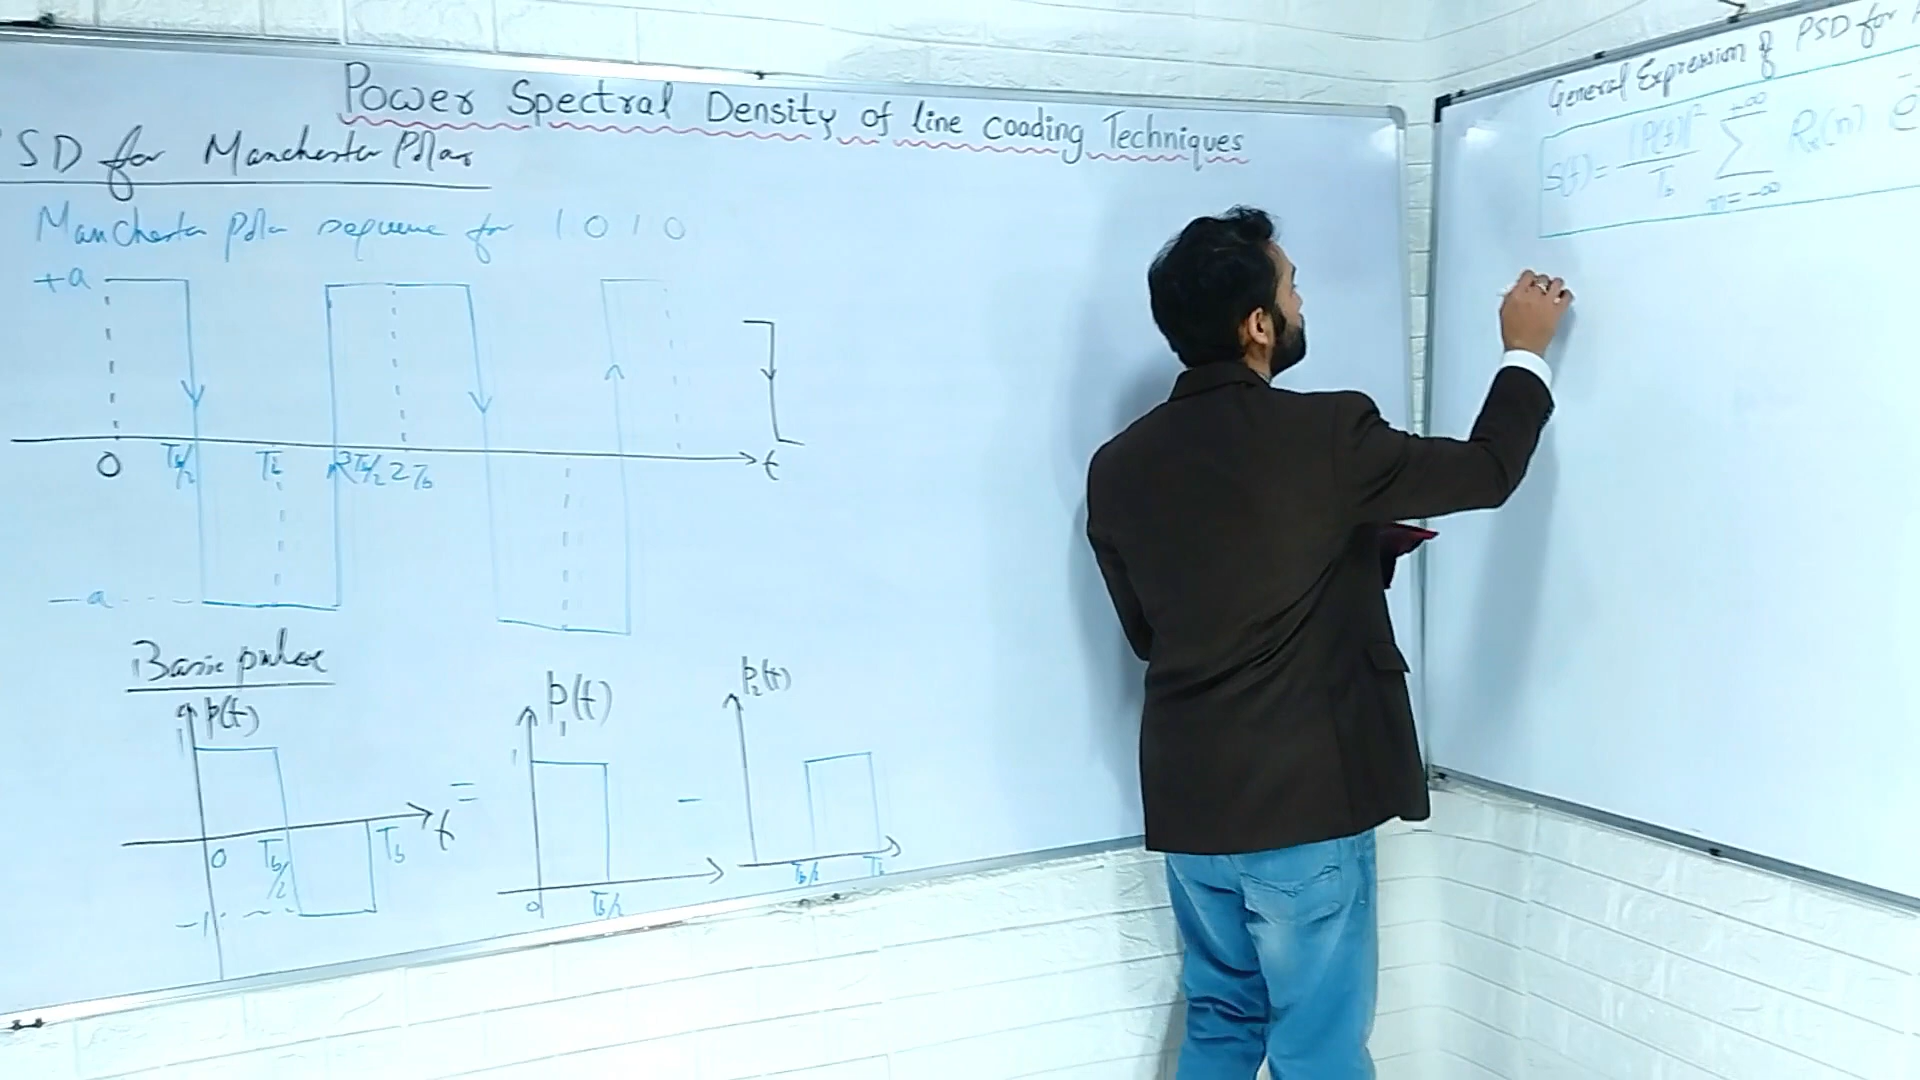 Power Spectral Density of line coading Techniques
SD for Manchester Polar
Manchester polar sequence for 1 0 1 0
+a
0 Tb/2 Tb 3Tb/2 2Tb t
-a
Basic pulse
p(t)
1
0 Tb/2 Tb t
-1
=
p1(t)
1
0 Tb/2
-
p2(t)
Tb/2 Tb
General Expression of PSD for
S(f) = |P(f)|² / Tb +∞ Σ n = -∞ R(n) e